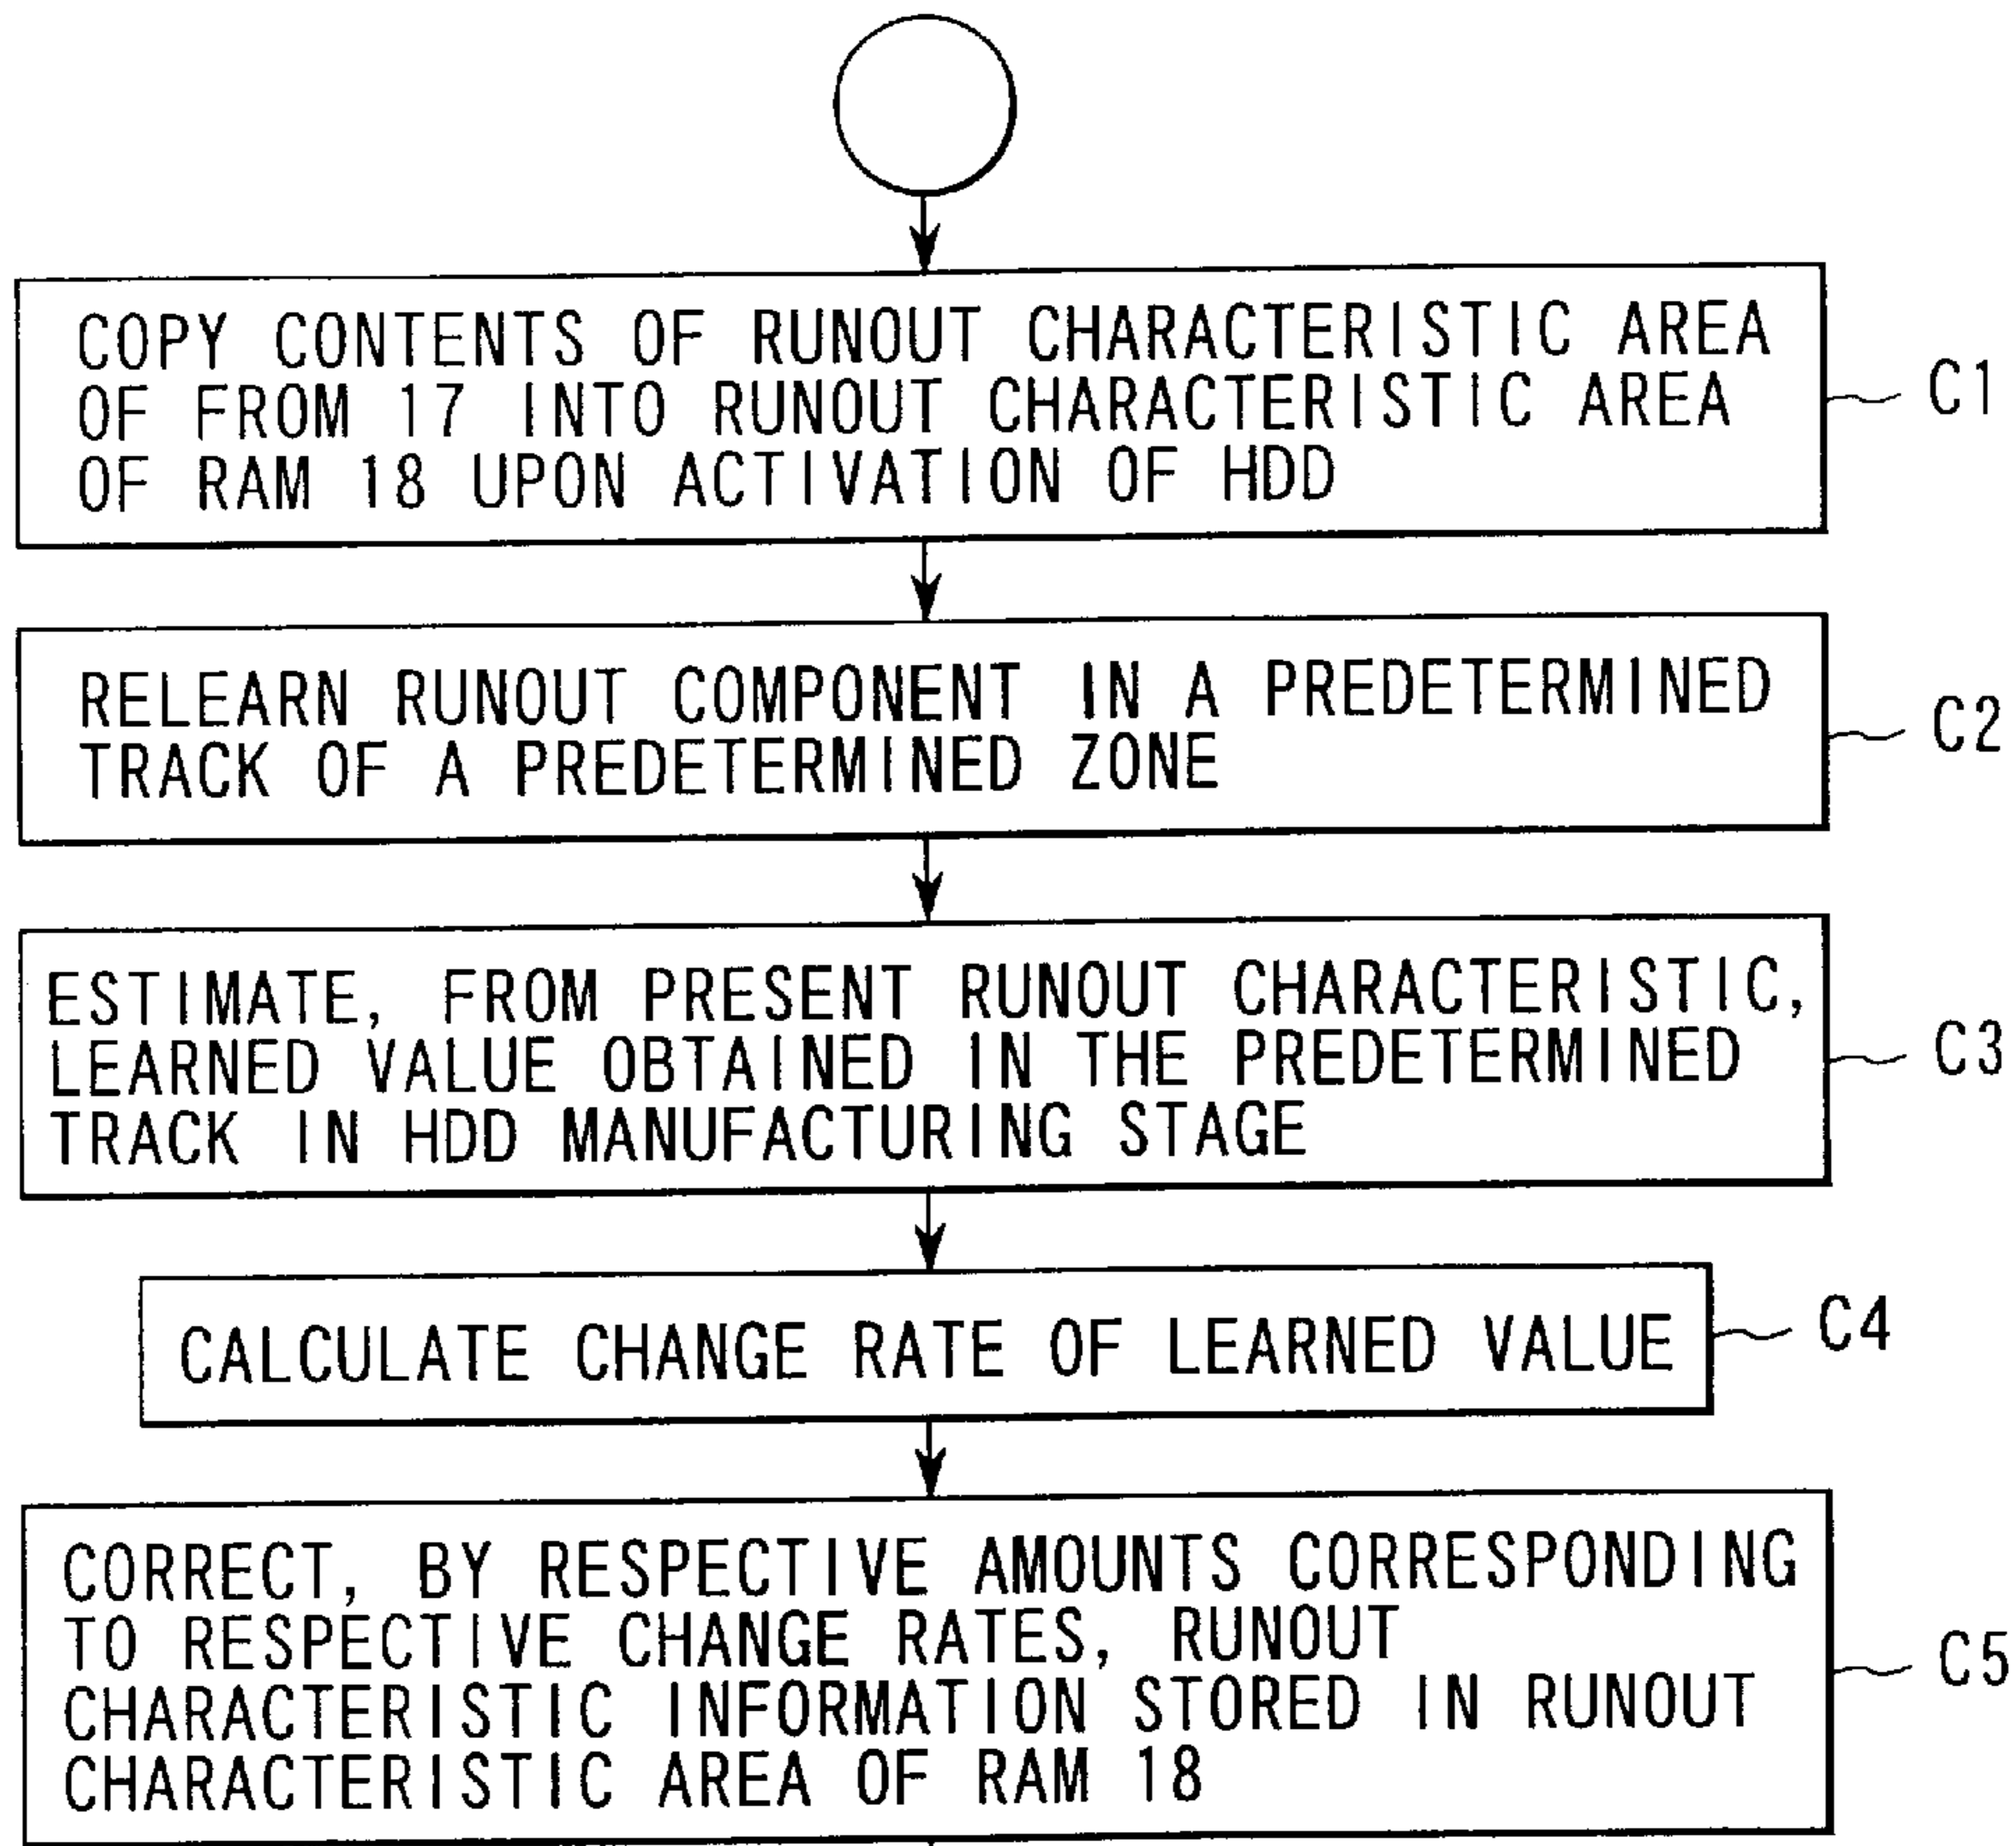 COPY CONTENTS OF RUNOUT CHARACTERISTIC AREA
OF FROM 17 INTO RUNOUT CHARACTERISTIC AREA
OF RAM 18 UPON ACTIVATION OF HDD
C1
RELEARN RUNOUT COMPONENT IN A PREDETERMINED
TRACK OF A PREDETERMINED ZONE
C2
ESTIMATE, FROM PRESENT RUNOUT CHARACTERISTIC,
LEARNED VALUE OBTAINED IN THE PREDETERMINED
TRACK IN HDD MANUFACTURING STAGE
C3
CALCULATE CHANGE RATE OF LEARNED VALUE
C4
CORRECT, BY RESPECTIVE AMOUNTS CORRESPONDING
TO RESPECTIVE CHANGE RATES, RUNOUT
CHARACTERISTIC INFORMATION STORED IN RUNOUT
CHARACTERISTIC AREA OF RAM 18
C5